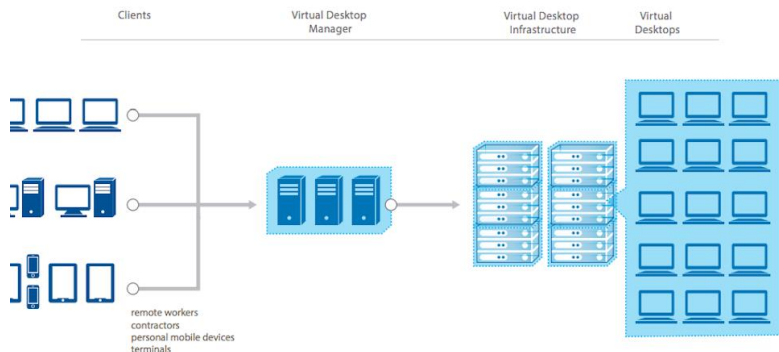 Clients
Virtual Desktop
Manager
Virtual Desktop
Infrastructure
Virtual
Desktops
remote workers
contractors
personal mobile devices
terminals